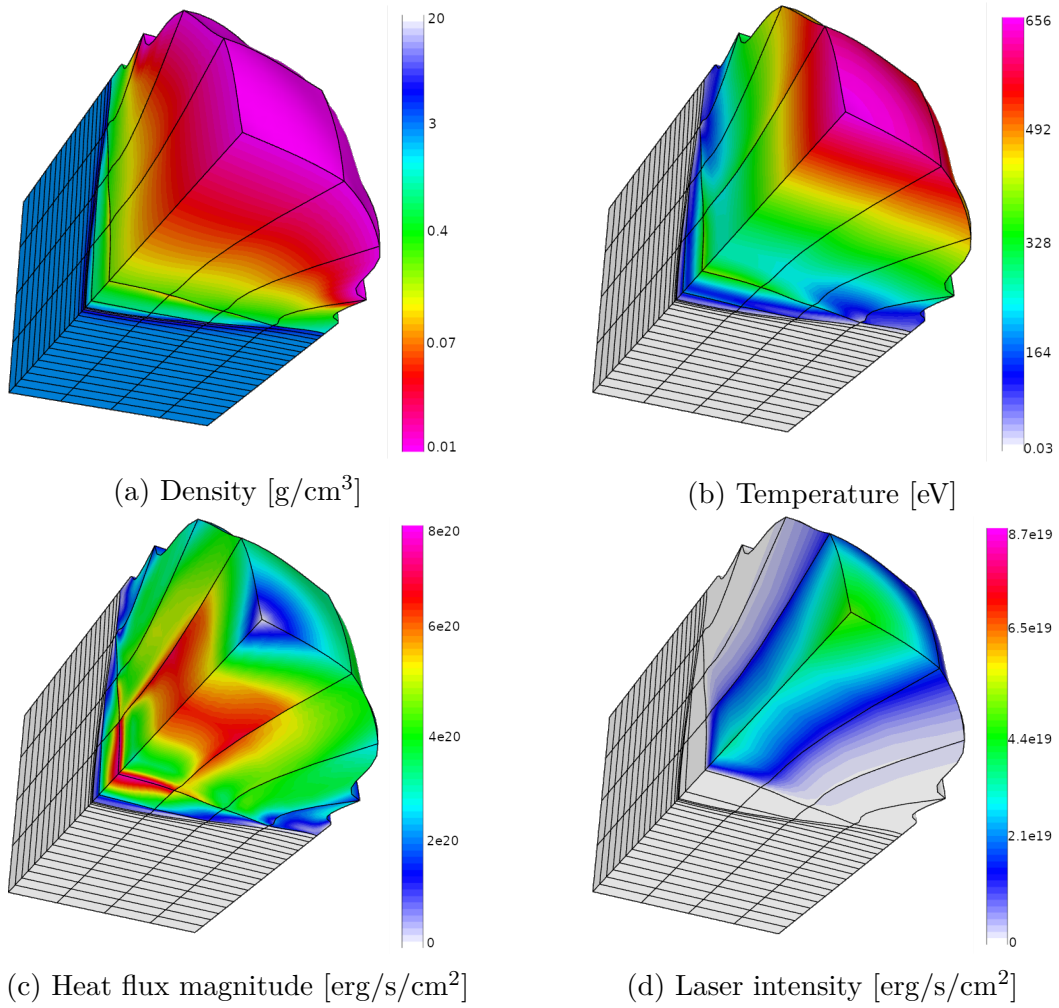 20
3
0.4
0.07
0.01
(a) Density [g/cm³]
656
492
328
164
0.03
(b) Temperature [eV]
8e20
6e20
4e20
2e20
0
(c) Heat flux magnitude [erg/s/cm²]
8.7e19
6.5e19
4.4e19
2.1e19
0
(d) Laser intensity [erg/s/cm²]